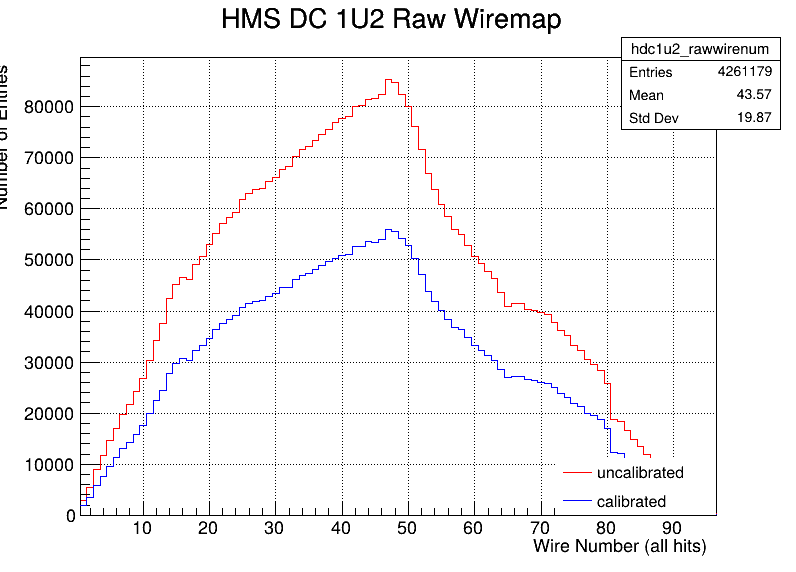 HMS DC 1U2 Raw Wiremap
hdc1u2_rawwirenum
Entries 4261179
Mean 43.57
Std Dev 19.87
Number of Entries
80000
70000
60000
50000
40000
30000
20000
10000
0
uncalibrated
calibrated
10 20 30 40 50 60 70 80 90
Wire Number (all hits)